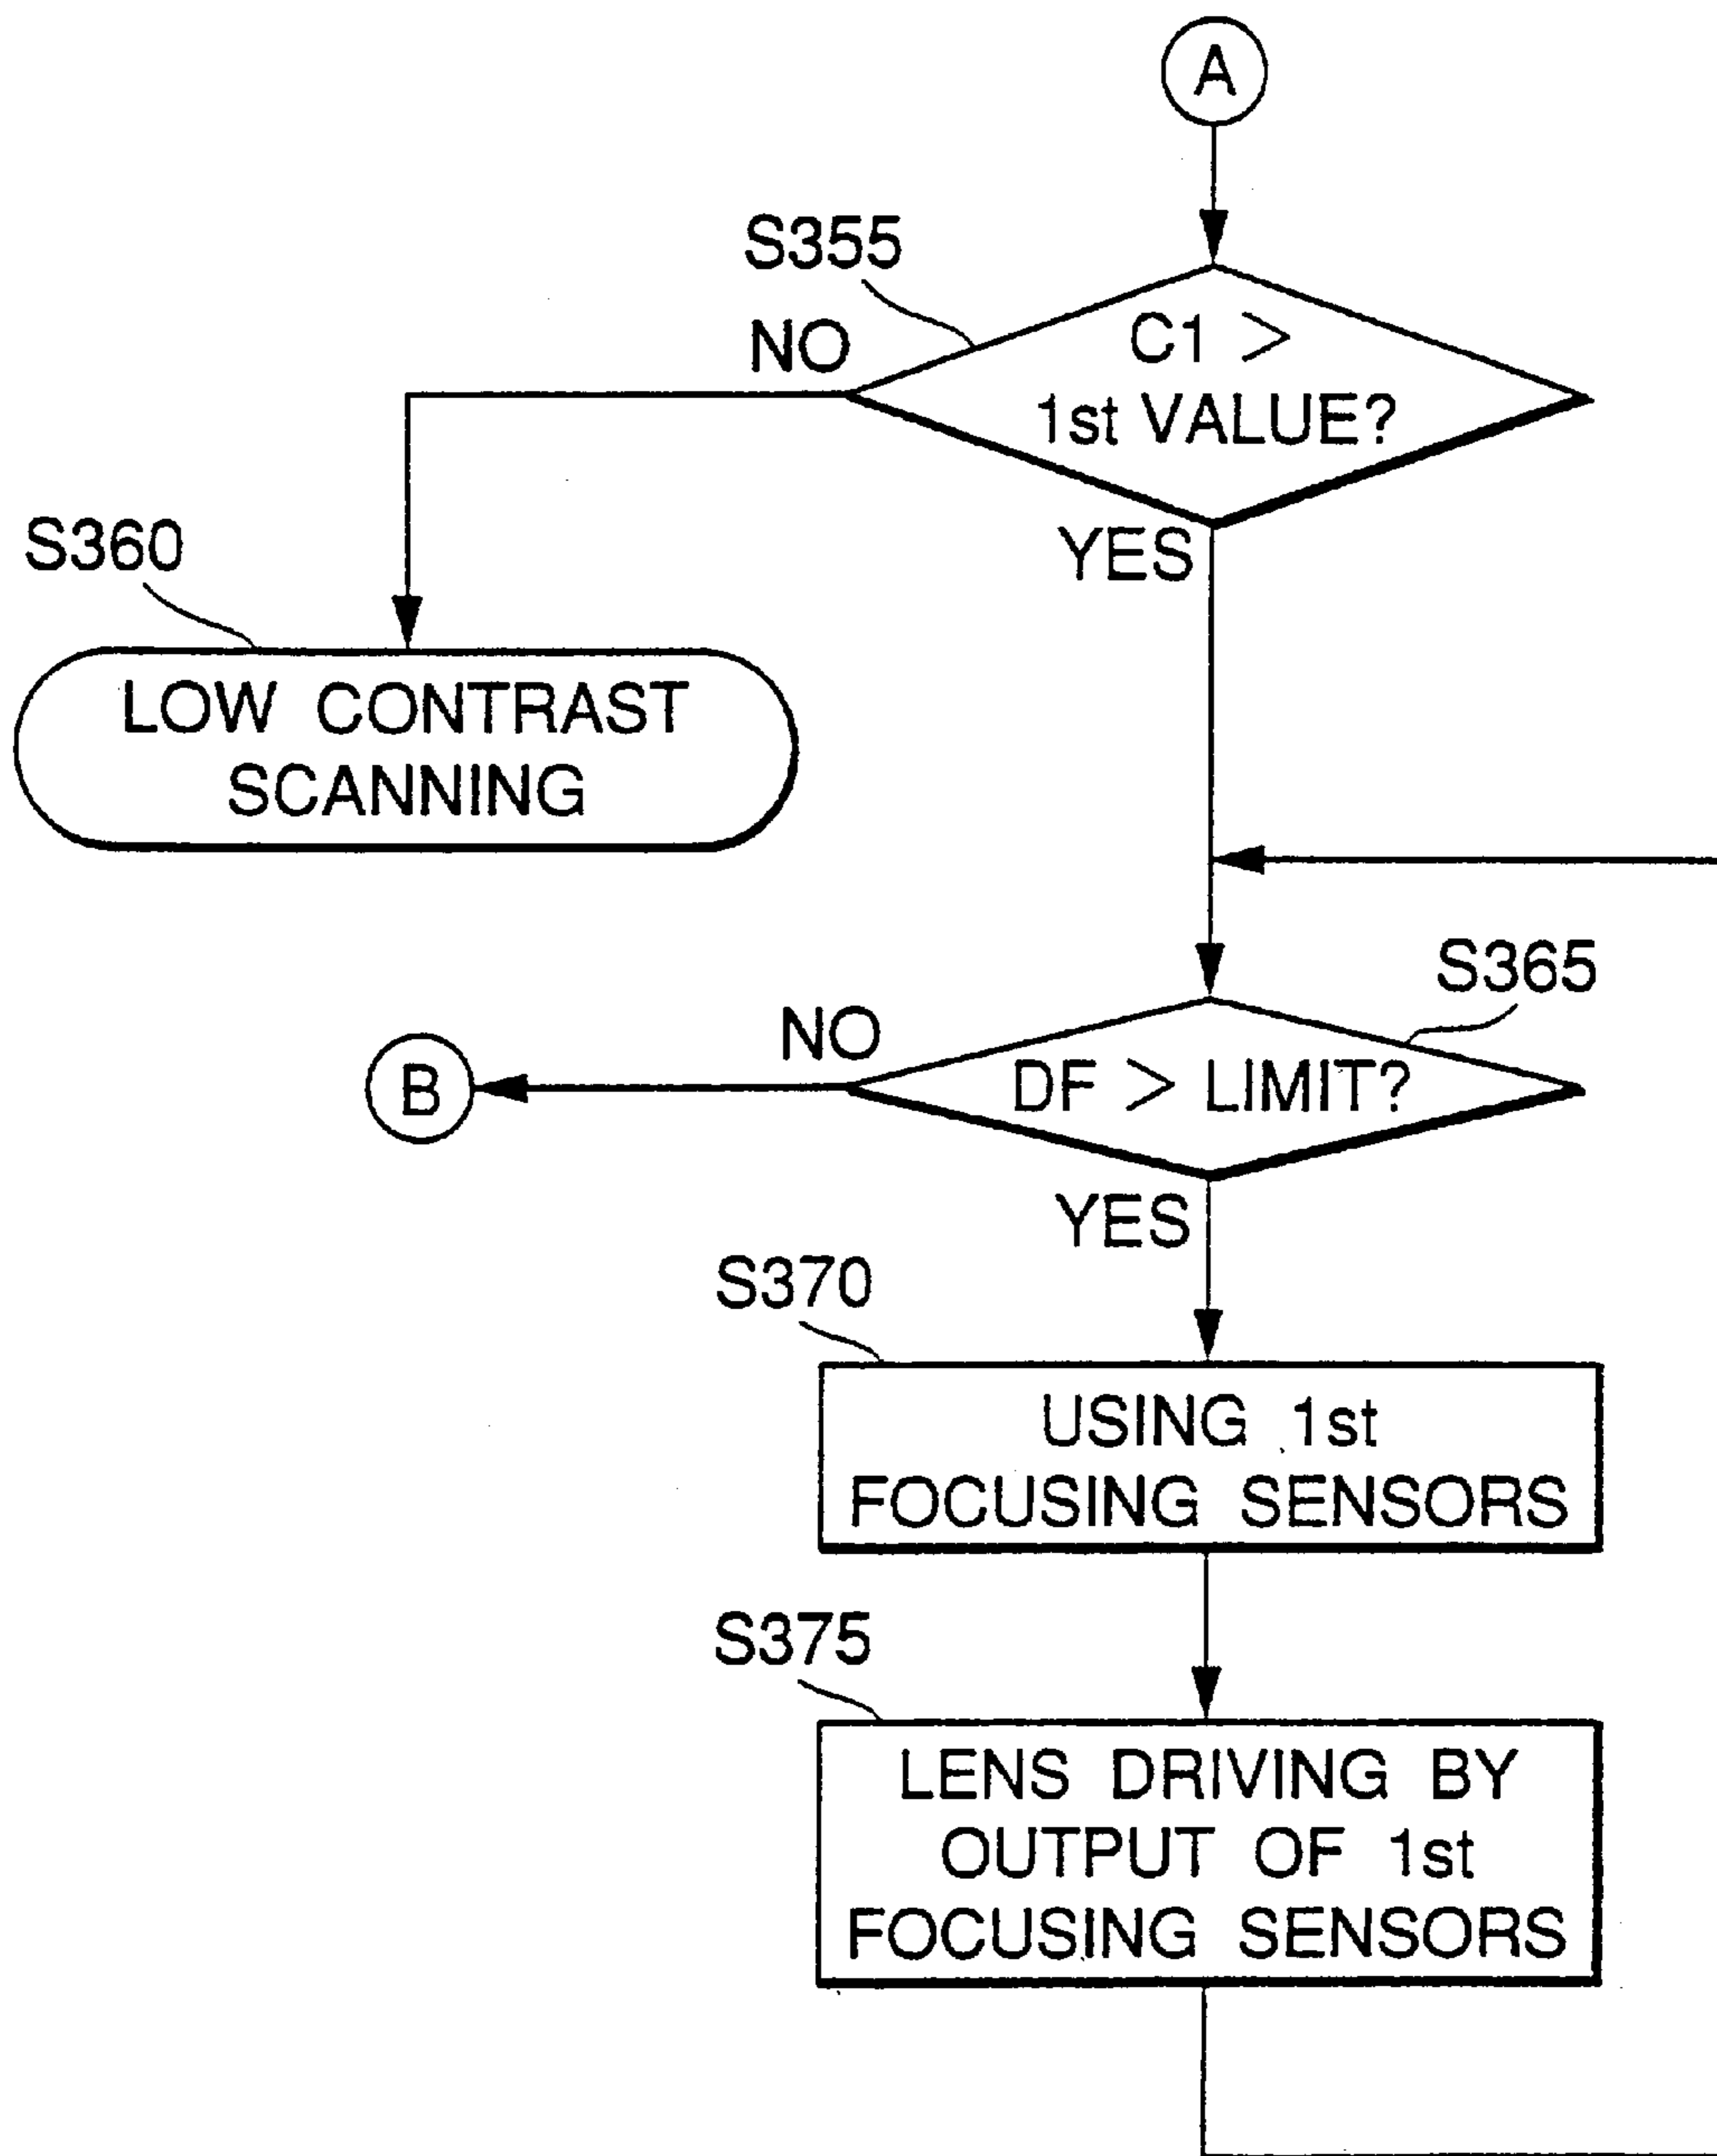 A
S355
NO
C1 >
1st VALUE?
YES
S360
LOW CONTRAST
SCANNING
S365
NO
B
DF > LIMIT?
YES
S370
USING 1st
FOCUSING SENSORS
S375
LENS DRIVING BY
OUTPUT OF 1st
FOCUSING SENSORS